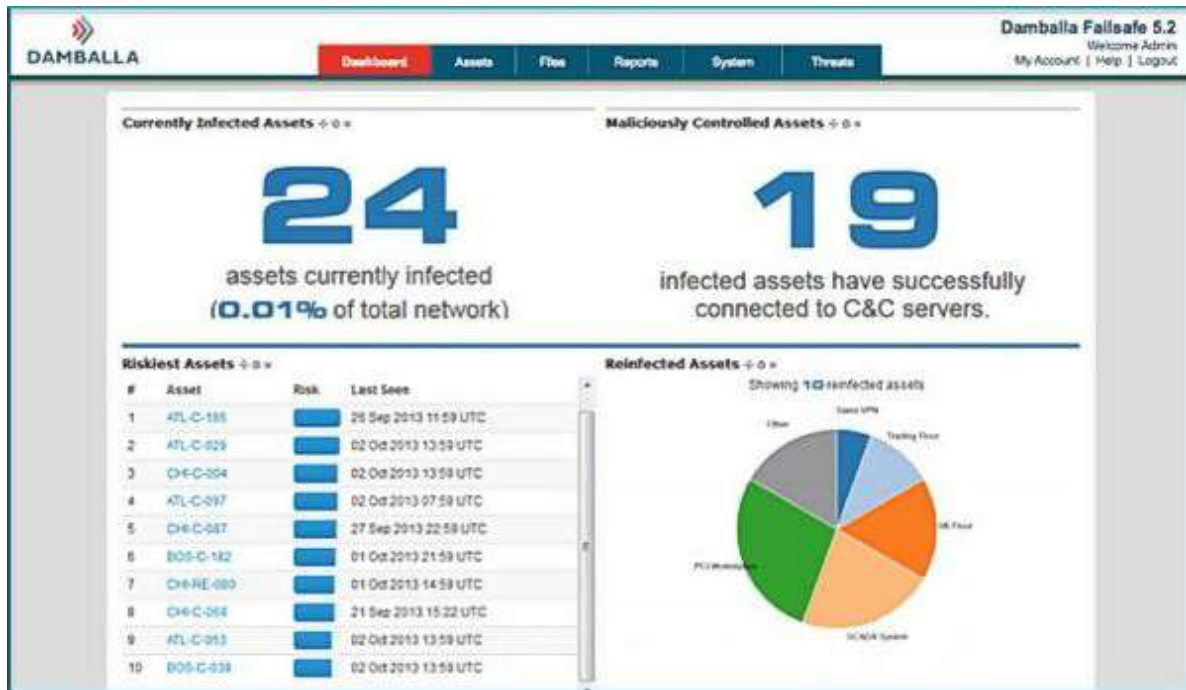 DAMBALLA
Damballa Failsafe 5.2
Welcome Admin
My Account | Help | Logout
Dashboard Assets Files Reports System Threats
Currently Infected Assets
24
assets currently infected
(0.01% of total network)
Maliciously Controlled Assets
19
infected assets have successfully
connected to C&C servers.
Riskiest Assets
# Asset Risk Last Seen
1 ATL-C-185 26 Sep 2013 11:59 UTC
2 ATL-C-029 02 Oct 2013 13:59 UTC
3 CHI-C-004 02 Oct 2013 13:59 UTC
4 ATL-C-097 02 Oct 2013 07:59 UTC
5 CHI-C-087 27 Sep 2013 22:59 UTC
6 BOS-C-182 01 Oct 2013 21:59 UTC
7 CHI-RE-080 01 Oct 2013 14:59 UTC
8 CHI-C-068 21 Sep 2013 15:22 UTC
9 ATL-C-053 02 Oct 2013 13:59 UTC
10 BOS-C-039 02 Oct 2013 13:59 UTC
Reinfected Assets
Showing reinfected assets
Sales VPN
Other
Trading Floor
Floor
PCI
SCADA System